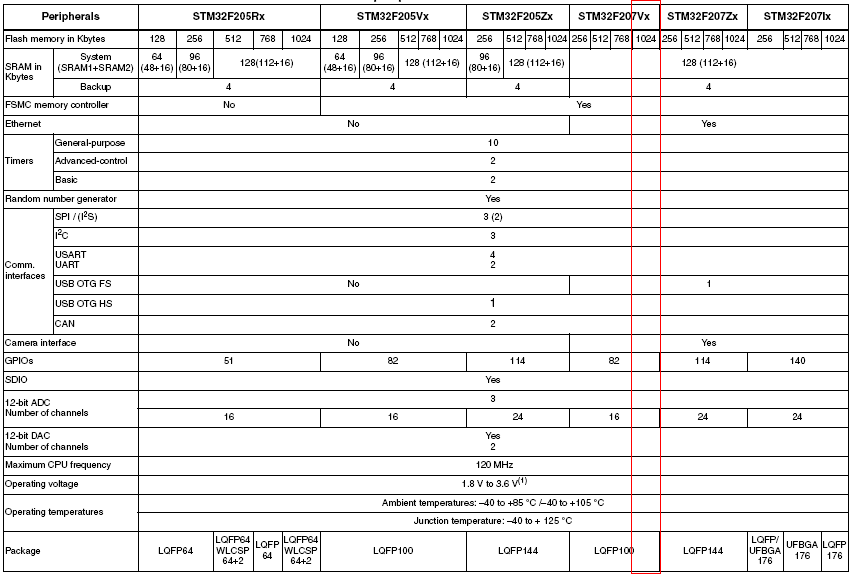 Peripherals STM32F205Rx STM32F205Vx STM32F205Zx STM32F207Vx STM32F207Zx STM32F207Ix
Flash memory in Kbytes 128 256 512 768 1024 128 256 512 768 1024 256 512 768 1024 256 512 768 1024 256 512 768 1024 256 512 768 1024
SRAM in Kbytes System (SRAM1+SRAM2) 64 (48+16) 96 (80+16) 128(112+16) 64 (48+16) 96 (80+16) 128 (112+16) 96 (80+16) 128 (112+16) 128 (112+16)
Backup 4 4 4 4
FSMC memory controller No Yes
Ethernet No Yes
Timers General-purpose 10
Advanced-control 2
Basic 2
Random number generator Yes
Comm. interfaces SPI / (I2S) 3 (2)
I2C 3
USART 4
UART 2
USB OTG FS No 1
USB OTG HS 1
CAN 2
Camera interface No Yes
GPIOs 51 82 114 82 114 140
SDIO Yes
12-bit ADC 3
Number of channels 16 16 24 16 24 24
12-bit DAC Yes
Number of channels 2
Maximum CPU frequency 120 MHz
Operating voltage 1.8 V to 3.6 V(1)
Operating temperatures Ambient temperatures: –40 to +85 °C /–40 to +105 °C
Junction temperature: –40 to + 125 °C
Package LQFP64 LQFP64 WLCSP 64+2 LQFP 64 LQFP64 WLCSP 64+2 LQFP100 LQFP144 LQFP100 LQFP144 LQFP/ UFBGA 176 UFBGA 176 LQFP 176